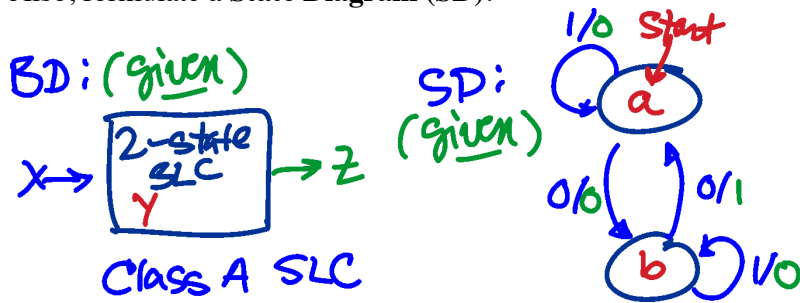 Also, formulate a State Diagram (SD).
BD: (given)
2-state
SLC
Y
X
Z
Class A SLC
SD:
(given)
1/0
Start
a
0/0
0/1
b
1/0